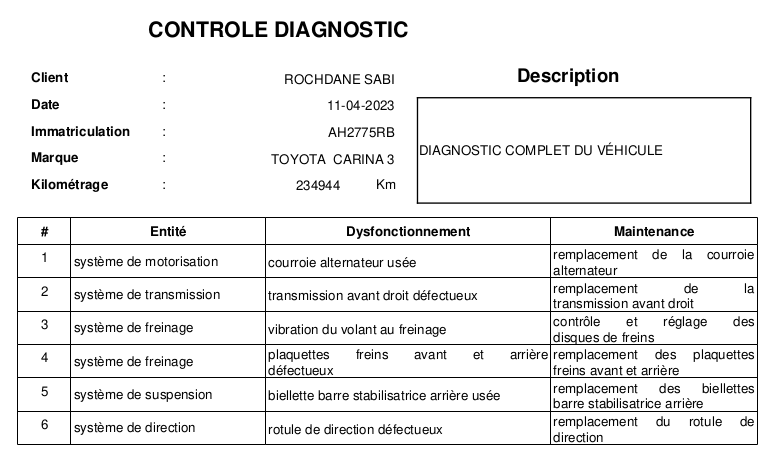 CONTROLE DIAGNOSTIC
Client : ROCHDANE SABI
Date : 11-04-2023
Immatriculation : AH2775RB
Marque : TOYOTA CARINA 3
Kilométrage : 234944 Km
Description
DIAGNOSTIC COMPLET DU VÉHICULE
# Entité Dysfonctionnement Maintenance
1 système de motorisation courroie alternateur usée remplacement de la courroie
alternateur
2 système de transmission transmission avant droit défectueux remplacement de la
transmission avant droit
3 système de freinage vibration du volant au freinage contrôle et réglage des
disques de freins
4 système de freinage plaquettes freins avant et arrière remplacement des plaquettes
défectueux freins avant et arrière
5 système de suspension biellette barre stabilisatrice arrière usée remplacement des biellettes
barre stabilisatrice arrière
6 système de direction rotule de direction défectueux remplacement du rotule de
direction